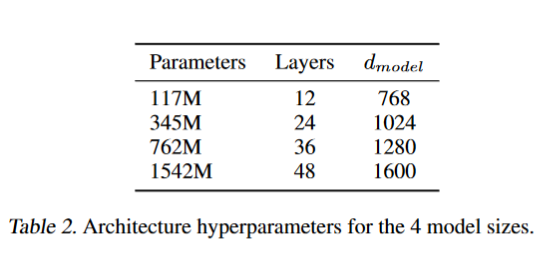 Parameters Layers d_model
117M 12 768
345M 24 1024
762M 36 1280
1542M 48 1600
Table 2. Architecture hyperparameters for the 4 model sizes.